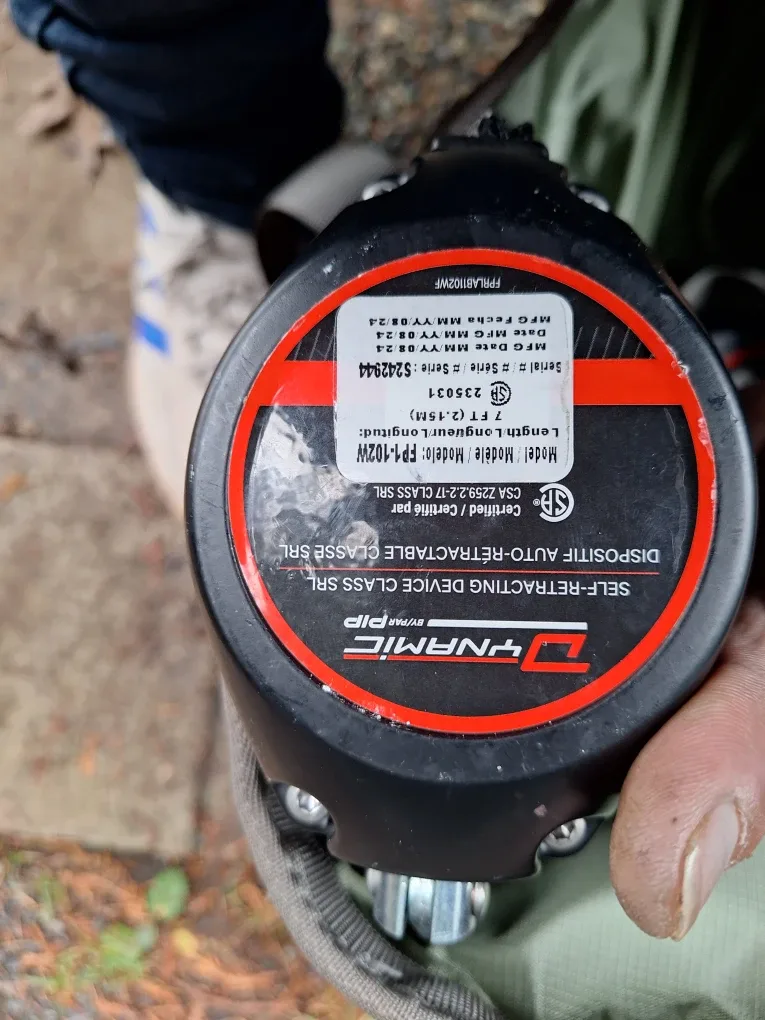 DYNAMIC
BY/PAR PIP
SELF-RETRACTING DEVICE CLASS SRL
DISPOSITIF AUTO-RÉTRACTABLE CLASSE SRL
Certified / Certifié par
CSA Z259.2.2-17 CLASS SRL
Model / Modèle / Modelo: FP1-102W
Length/Longüeur/Longitud:
7 FT (2.15M)
235031
Serial # / # Série / # Serie : S242944
MFG Date MM/YY/08/24
Date MFG MM/YY/08/24
MFG Fecha MM/YY/08/24
FPRLAB1102WF